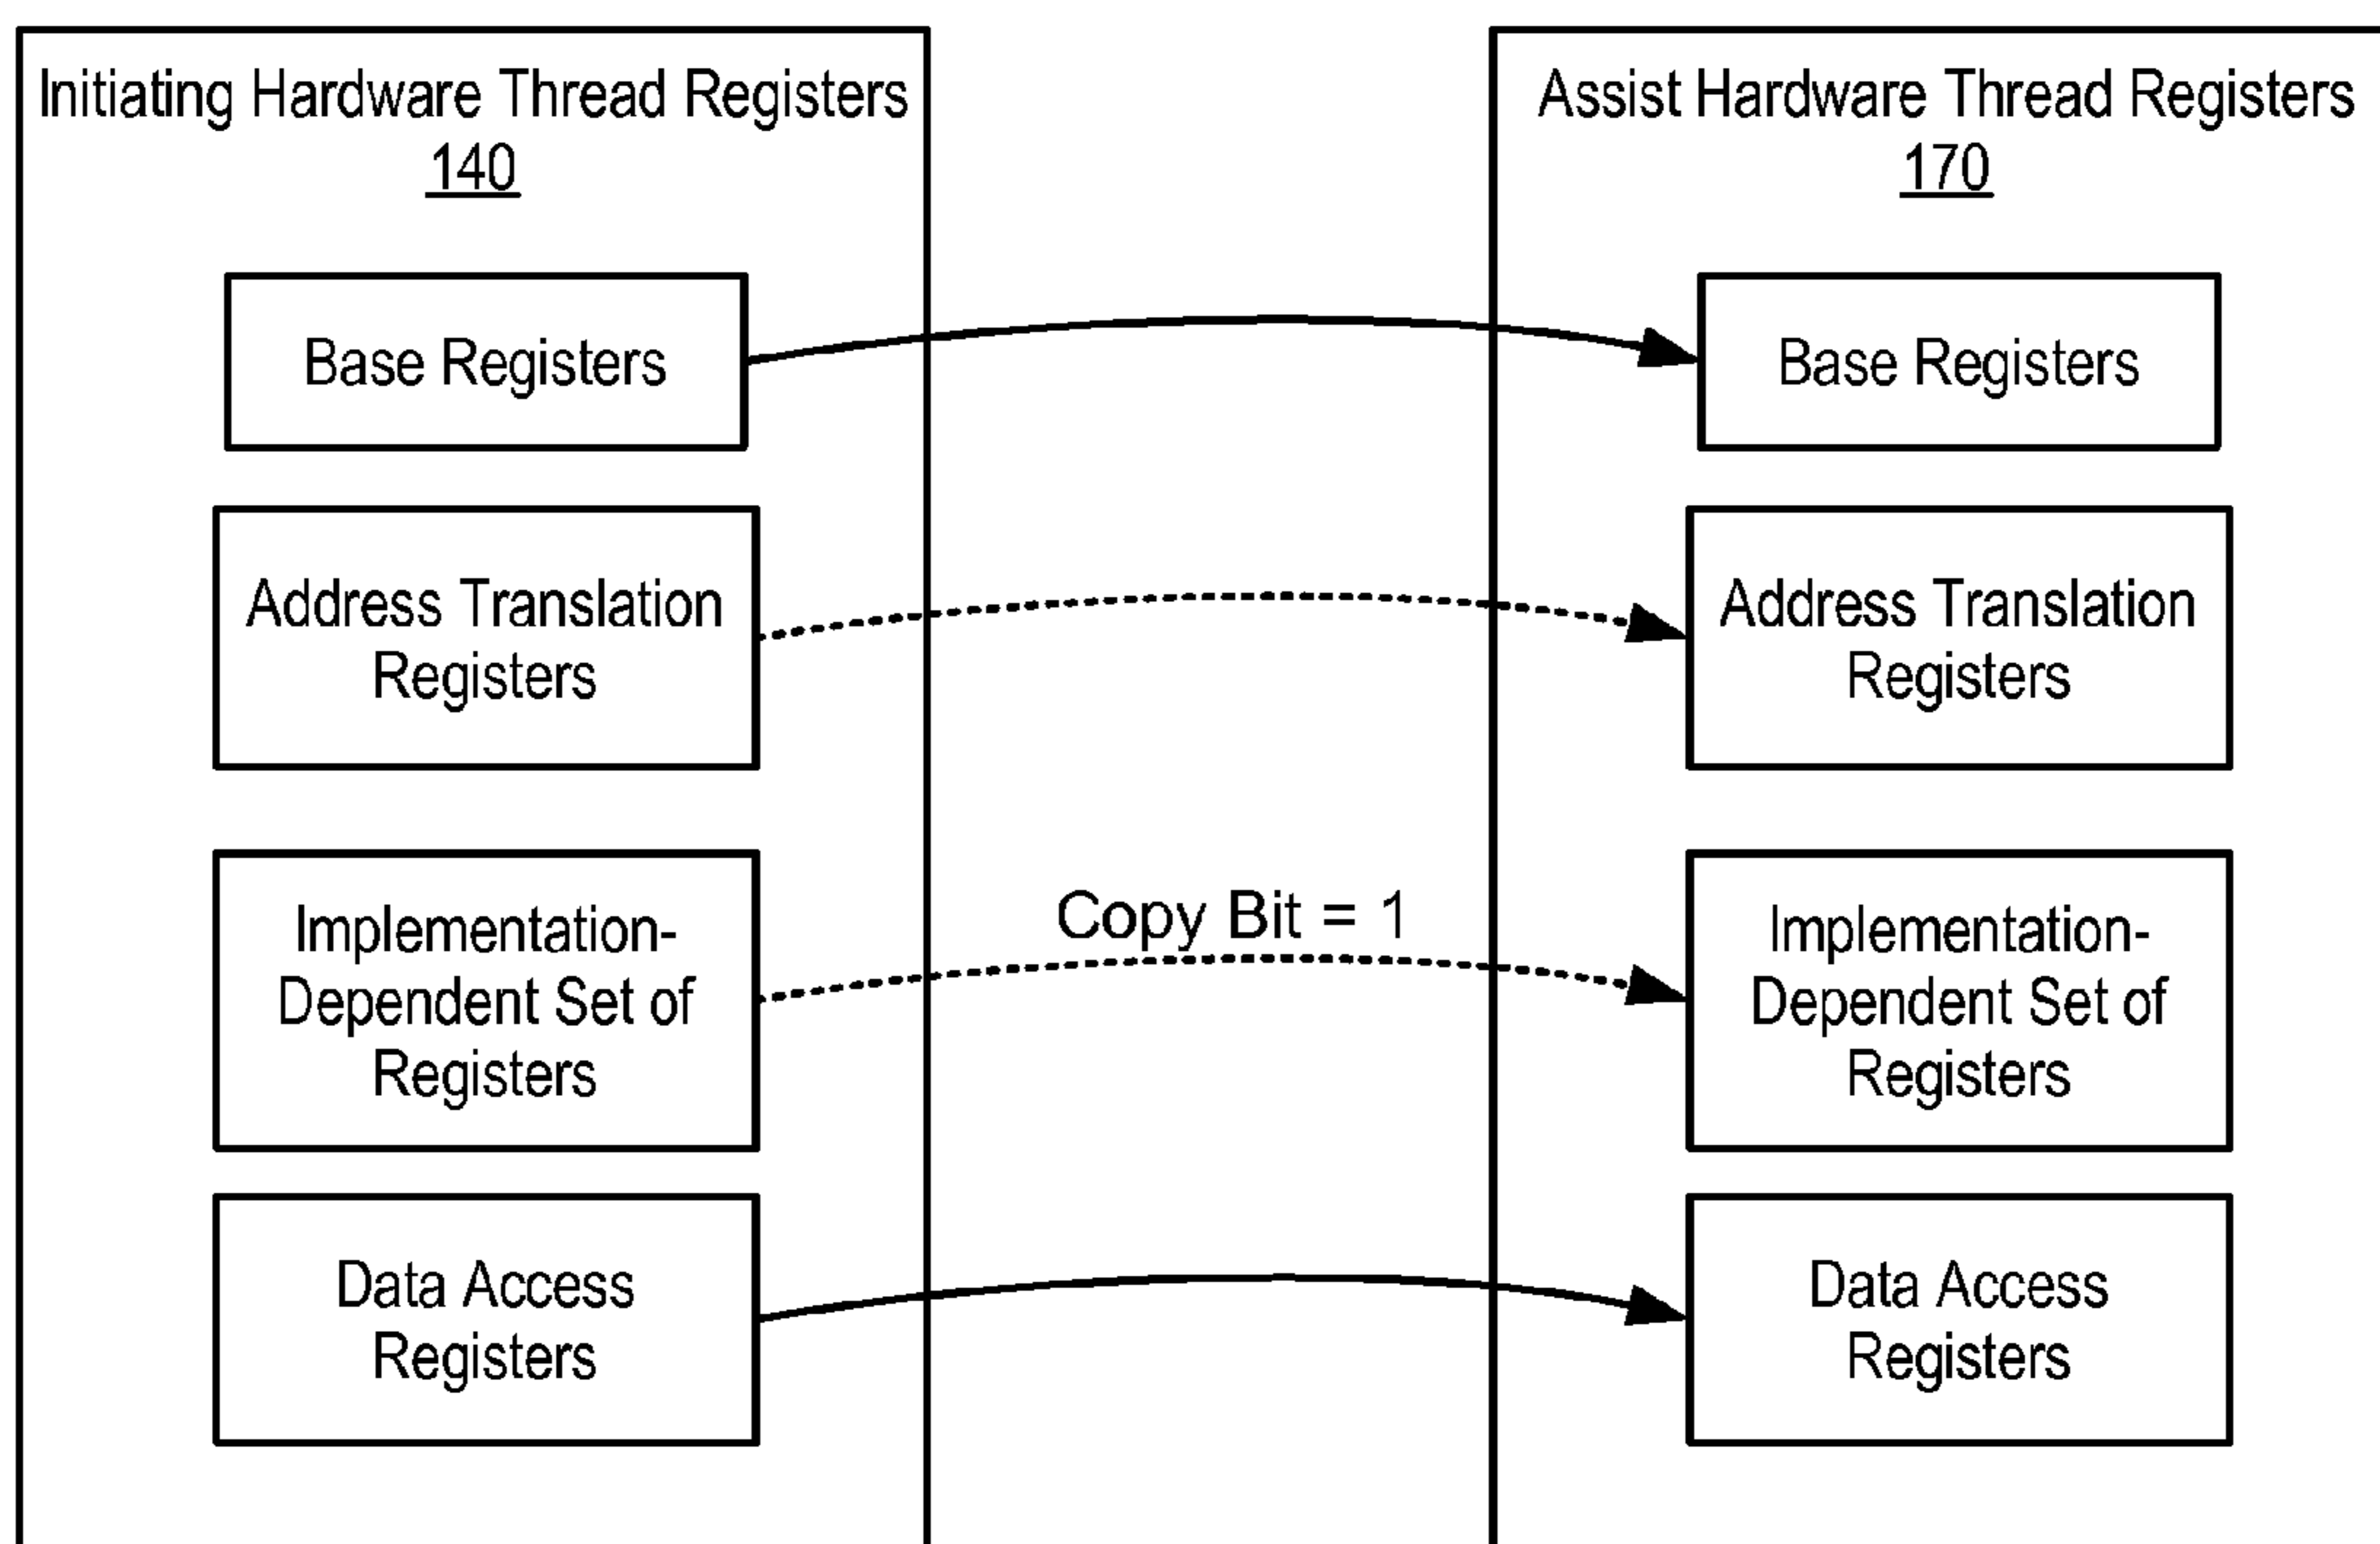 Initiating Hardware Thread Registers
140
Base Registers
Address Translation
Registers
Implementation-
Dependent Set of
Registers
Data Access
Registers
Copy Bit = 1
Assist Hardware Thread Registers
170
Base Registers
Address Translation
Registers
Implementation-
Dependent Set of
Registers
Data Access
Registers